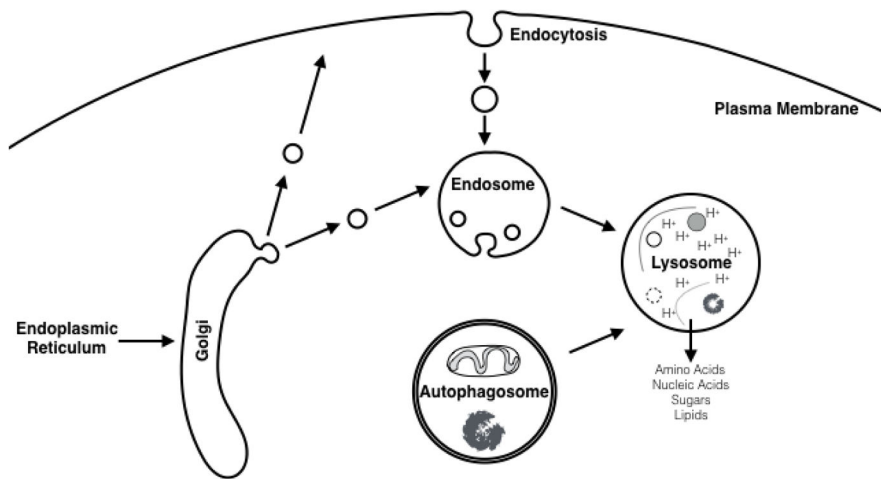 Endocytosis
Plasma Membrane
Endosome
H+
H+
H+
H+
H+
H+
Lysosome
H+
H+
H+
Endoplasmic
Reticulum
Golgi
Autophagosome
Amino Acids
Nucleic Acids
Sugars
Lipids